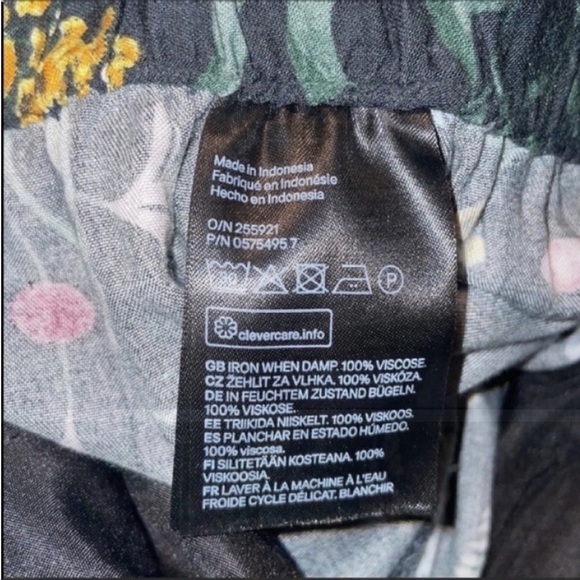 Made in Indonesia
Fabriqué en Indonésie
Hecho en Indonesia
O/N 255921
P/N 0575495 7
P
clevercare.info
GB IRON WHEN DAMP. 100% VISCOSE.
CZ ŽEHLIT ZA VLHKA. 100% VISKÓZA.
DE IN FEUCHTEM ZUSTAND BÜGELN.
100% VISKOSE.
EE TRIIKIDA NIISKELT. 100% VISKOOS.
ES PLANCHAR EN ESTADO HÚMEDO.
100% viscosa.
FI SILITETÄÄN KOSTEANA. 100%
VISKOOSIA.
FR LAVER À LA MACHINE À L'EAU
FROIDE CYCLE DÉLICAT. BLANCHIR